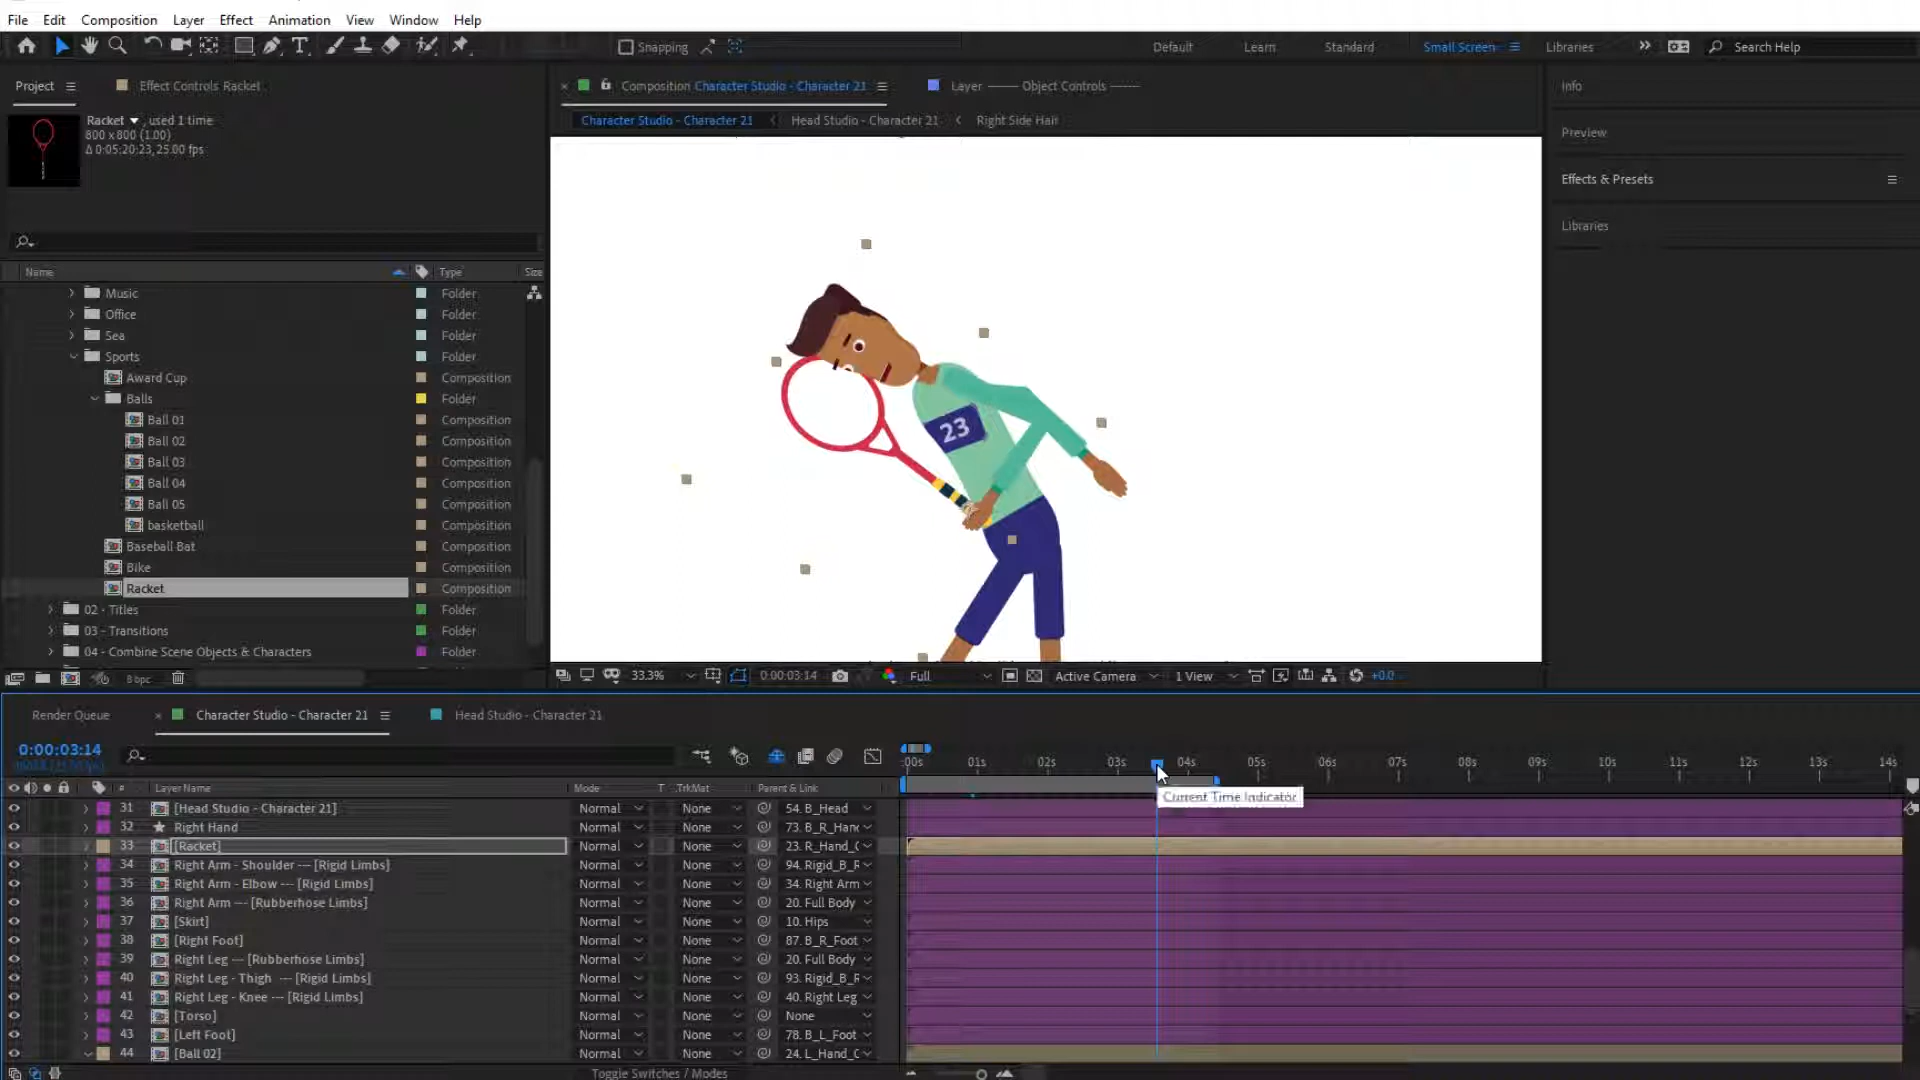 File Edit Composition Layer Effect Animation View Window Help
Snapping Default Learn Standard Small Screen Libraries Search Help
Project Effect Controls Racket
Composition Character Studio - Character 21 Layer Object Controls
Info
Racket , used 1 time
800 x 800 (1.00)
Δ 0:05:20:23, 25.00 fps
Character Studio - Character 21 Head Studio - Character 21 Right Side Hair
Preview
Effects & Presets
Libraries
Name Type Size
Music Folder
Office Folder
Sea Folder
Sports Folder
Award Cup Composition
Balls Folder
Ball 01 Composition
Ball 02 Composition
Ball 03 Composition
Ball 04 Composition
Ball 05 Composition
basketball Composition
Baseball Bat Composition
Bike Composition
Racket Composition
02 - Titles Folder
03 - Transitions Folder
04 - Combine Scene Objects & Characters Folder
23
8 bpc
33.3% 0:00:03:14 Full Active Camera 1 View +0.0
Render Queue Character Studio - Character 21 Head Studio - Character 21
0:00:03:14
:00s 01s 02s 03s 04s 05s 06s 07s 08s 09s 10s 11s 12s 13s 14s
# Layer Name Mode T .TrkMat Parent & Link
Current Time Indicator
31 [Head Studio - Character 21] Normal None 54. B_Head
32 Right Hand Normal None 73. B_R_Hand
33 [Racket] Normal None 23. R_Hand_C
34 Right Arm - Shoulder --- [Rigid Limbs] Normal None 94. Rigid_B_R
35 Right Arm - Elbow --- [Rigid Limbs] Normal None 34. Right Arm
36 Right Arm --- [Rubberhose Limbs] Normal None 20. Full Body
37 [Skirt] Normal None 10. Hips
38 [Right Foot] Normal None 87. B_R_Foot
39 Right Leg --- [Rubberhose Limbs] Normal None 20. Full Body
40 Right Leg - Thigh --- [Rigid Limbs] Normal None 93. Rigid_B_R
41 Right Leg - Knee --- [Rigid Limbs] Normal None 40. Right Leg
42 [Torso] Normal None None
43 [Left Foot] Normal None 78. B_L_Foot
44 [Ball 02] Normal None 24. L_Hand_C
Toggle Switches / Modes